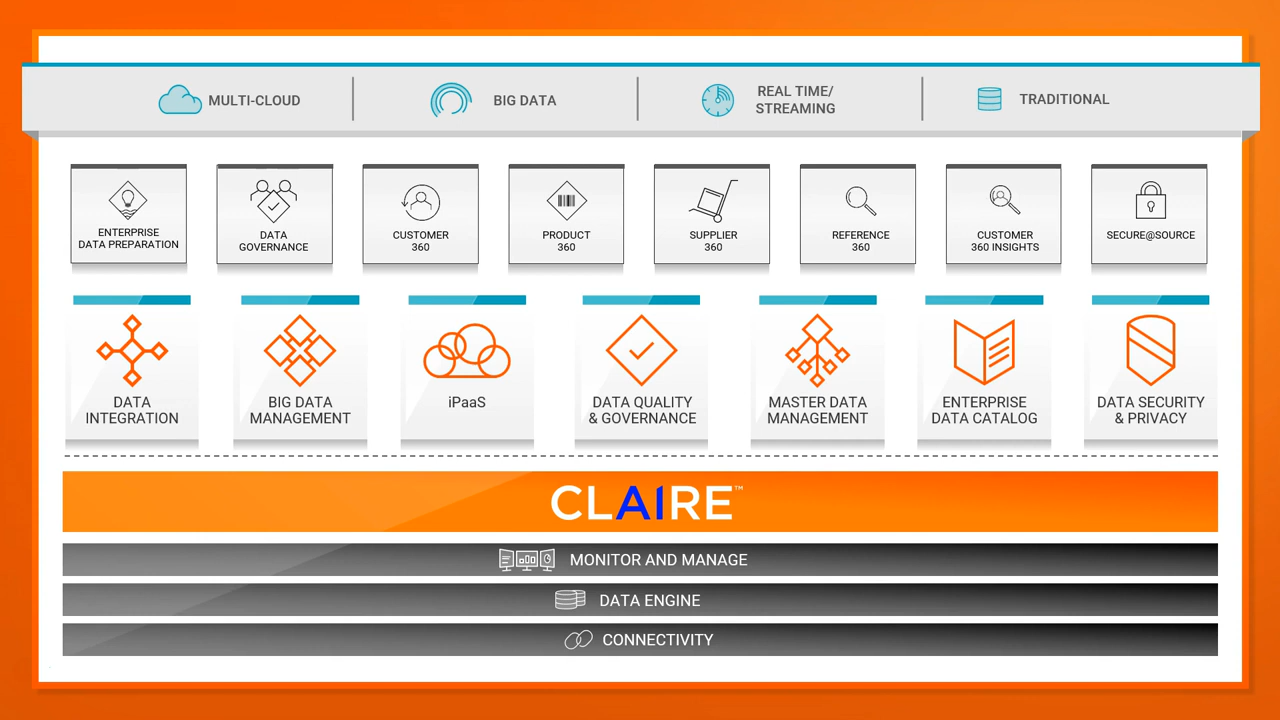 MULTI-CLOUD
BIG DATA
REAL TIME/
STREAMING
TRADITIONAL
ENTERPRISE
DATA PREPARATION
DATA
GOVERNANCE
CUSTOMER
360
PRODUCT
360
SUPPLIER
360
REFERENCE
360
CUSTOMER
360 INSIGHTS
SECURE@SOURCE
DATA
INTEGRATION
BIG DATA
MANAGEMENT
iPaaS
DATA QUALITY
& GOVERNANCE
MASTER DATA
MANAGEMENT
ENTERPRISE
DATA CATALOG
DATA SECURITY
& PRIVACY
CLAIRE™
MONITOR AND MANAGE
DATA ENGINE
CONNECTIVITY